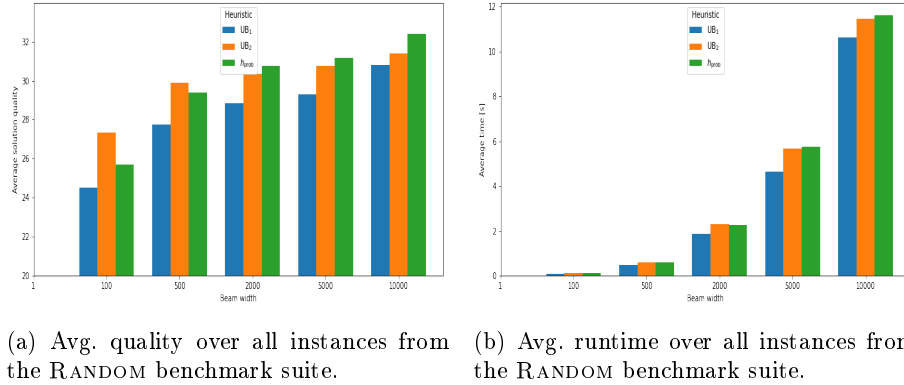 Heuristic
UB₁
UB₂
h_prob
Average solution quality
32
30
28
26
24
22
20
1
100
500
2000
5000
10000
Beam width
Heuristic
UB₁
UB₂
h_prob
Average time [s]
12
10
8
6
4
2
0
1
100
500
2000
5000
10000
Beam width
(a) Avg. quality over all instances from
the RANDOM benchmark suite.
(b) Avg. runtime over all instances from
the RANDOM benchmark suite.